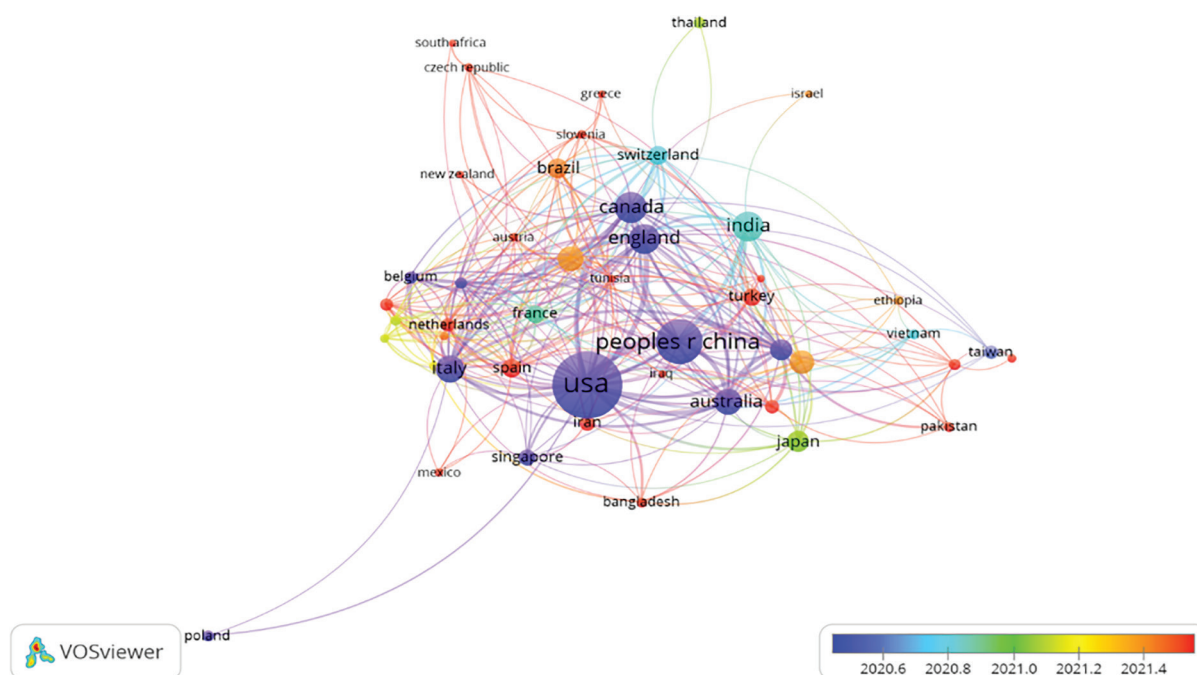 thailand
south africa
czech republic
greece
israel
slovenia
switzerland
brazil
new zealand
canada
india
england
austria
belgium
tunisia
turkey
ethiopia
france
netherlands
vietnam
peoples r china
taiwan
italy
spain
iraq
usa
australia
iran
pakistan
japan
singapore
mexico
bangladesh
poland
VOSviewer
2020.6 2020.8 2021.0 2021.2 2021.4